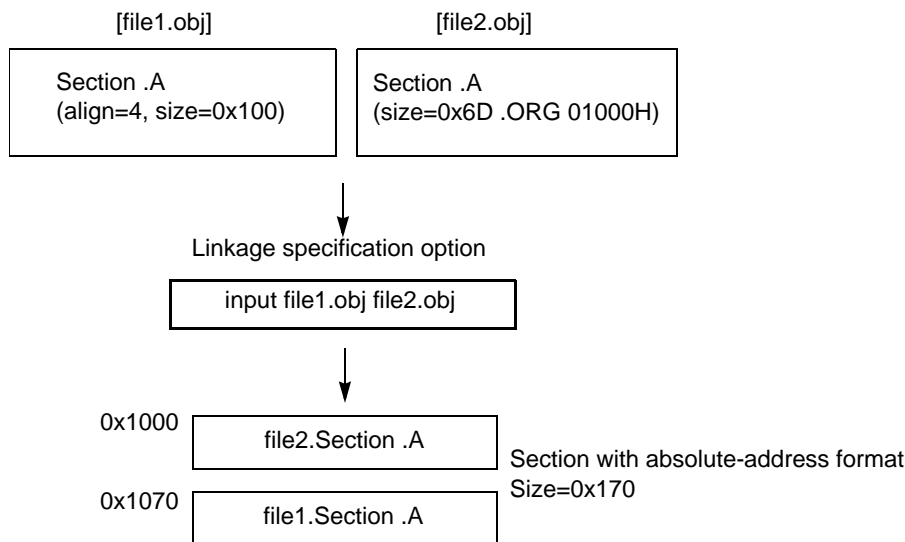 [file1.obj]
[file2.obj]
Section .A
(align=4, size=0x100)
Section .A
(size=0x6D .ORG 01000H)
Linkage specification option
input file1.obj file2.obj
0x1000
file2.Section .A
Section with absolute-address format
Size=0x170
0x1070
file1.Section .A